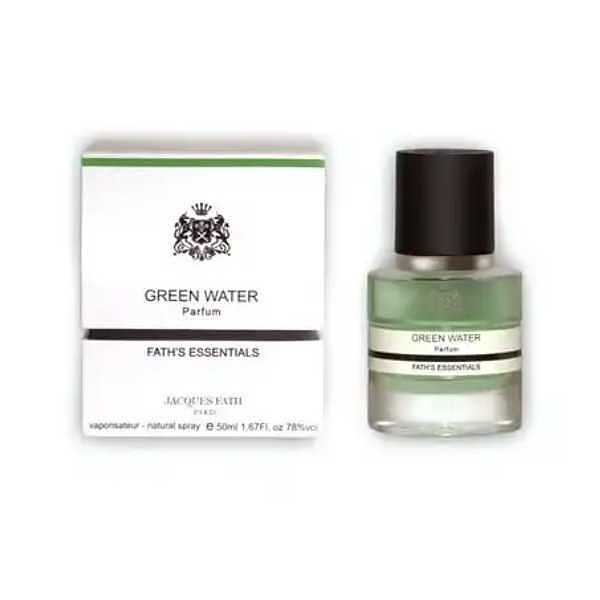 GREEN WATER
Parfum
FATH'S ESSENTIALS
JACQUES FATH
PARIS
vaporisateur - natural spray e 50ml 1.67Fl. oz 78%vol
GREEN WATER
Parfum
FATH'S ESSENTIALS